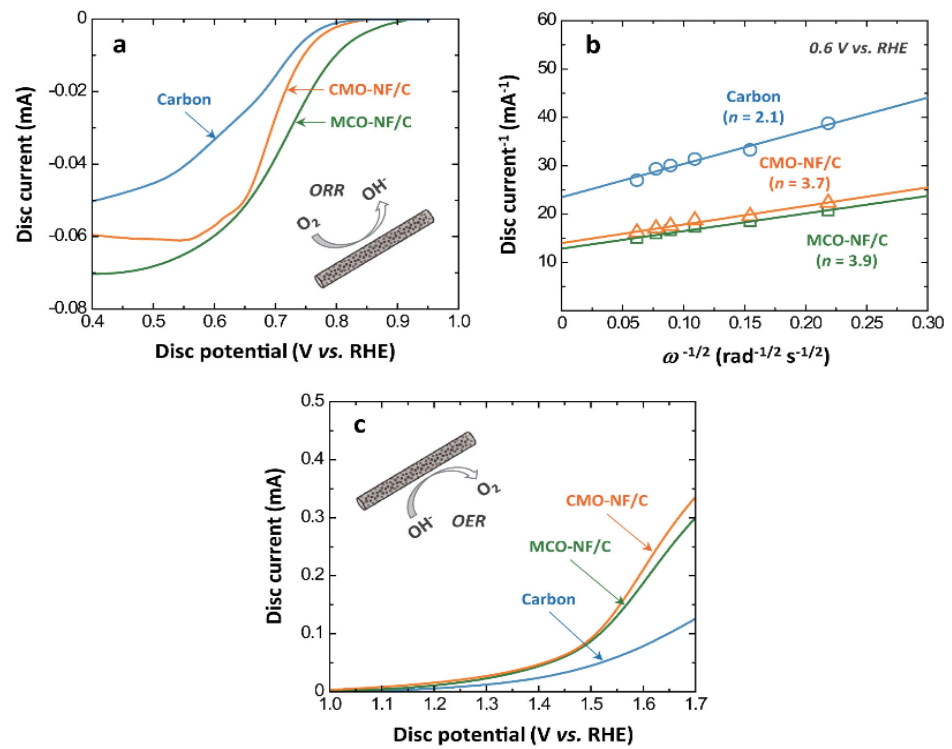 a
0
-0.02
-0.04
-0.06
-0.08
Disc current (mA)
Carbon
CMO-NF/C
MCO-NF/C
ORR
O2
OH-
0.4 0.5 0.6 0.7 0.8 0.9 1.0
Disc potential (V vs. RHE)
b
0.6 V vs. RHE
60
50
40
30
20
10
Disc current-1 (mA-1)
Carbon
(n = 2.1)
CMO-NF/C
(n = 3.7)
MCO-NF/C
(n = 3.9)
0 0.05 0.10 0.15 0.20 0.25 0.30
ω -1/2 (rad-1/2 s-1/2)
c
0.5
0.4
0.3
0.2
0.1
0
Disc current (mA)
O2
OH-
OER
CMO-NF/C
MCO-NF/C
Carbon
1.0 1.1 1.2 1.3 1.4 1.5 1.6 1.7
Disc potential (V vs. RHE)